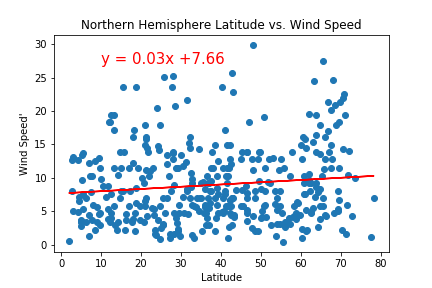 Northern Hemisphere Latitude vs. Wind Speed
y = 0.03x +7.66
Wind Speed'
30
25
20
15
10
5
0
0 10 20 30 40 50 60 70 80
Latitude